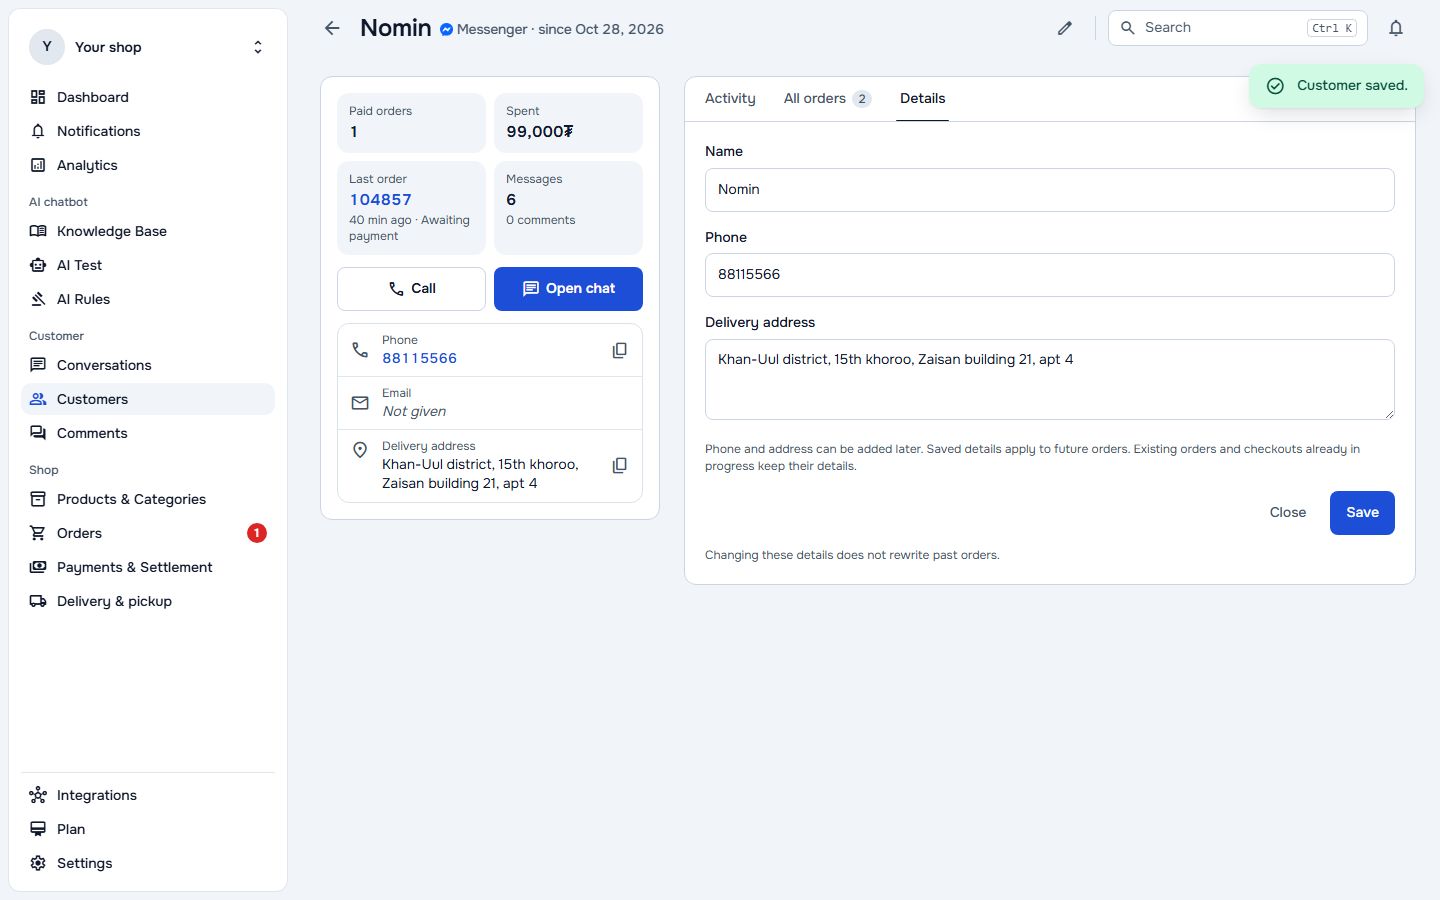 Y
Your shop
Dashboard
Notifications
Analytics
AI chatbot
Knowledge Base
AI Test
AI Rules
Customer
Conversations
Customers
Comments
Shop
Products & Categories
Orders
1
Payments & Settlement
Delivery & pickup
Integrations
Plan
Settings
Nomin
Messenger · since Oct 28, 2026
Search
Ctrl K
Customer saved.
Paid orders
1
Spent
99,000₮
Last order
104857
40 min ago · Awaiting
payment
Messages
6
0 comments
Call
Open chat
Phone
88115566
Email
Not given
Delivery address
Khan-Uul district, 15th khoroo,
Zaisan building 21, apt 4
Activity
All orders 2
Details
Name
Nomin
Phone
88115566
Delivery address
Khan-Uul district, 15th khoroo, Zaisan building 21, apt 4
Phone and address can be added later. Saved details apply to future orders. Existing orders and checkouts already in
progress keep their details.
Close
Save
Changing these details does not rewrite past orders.